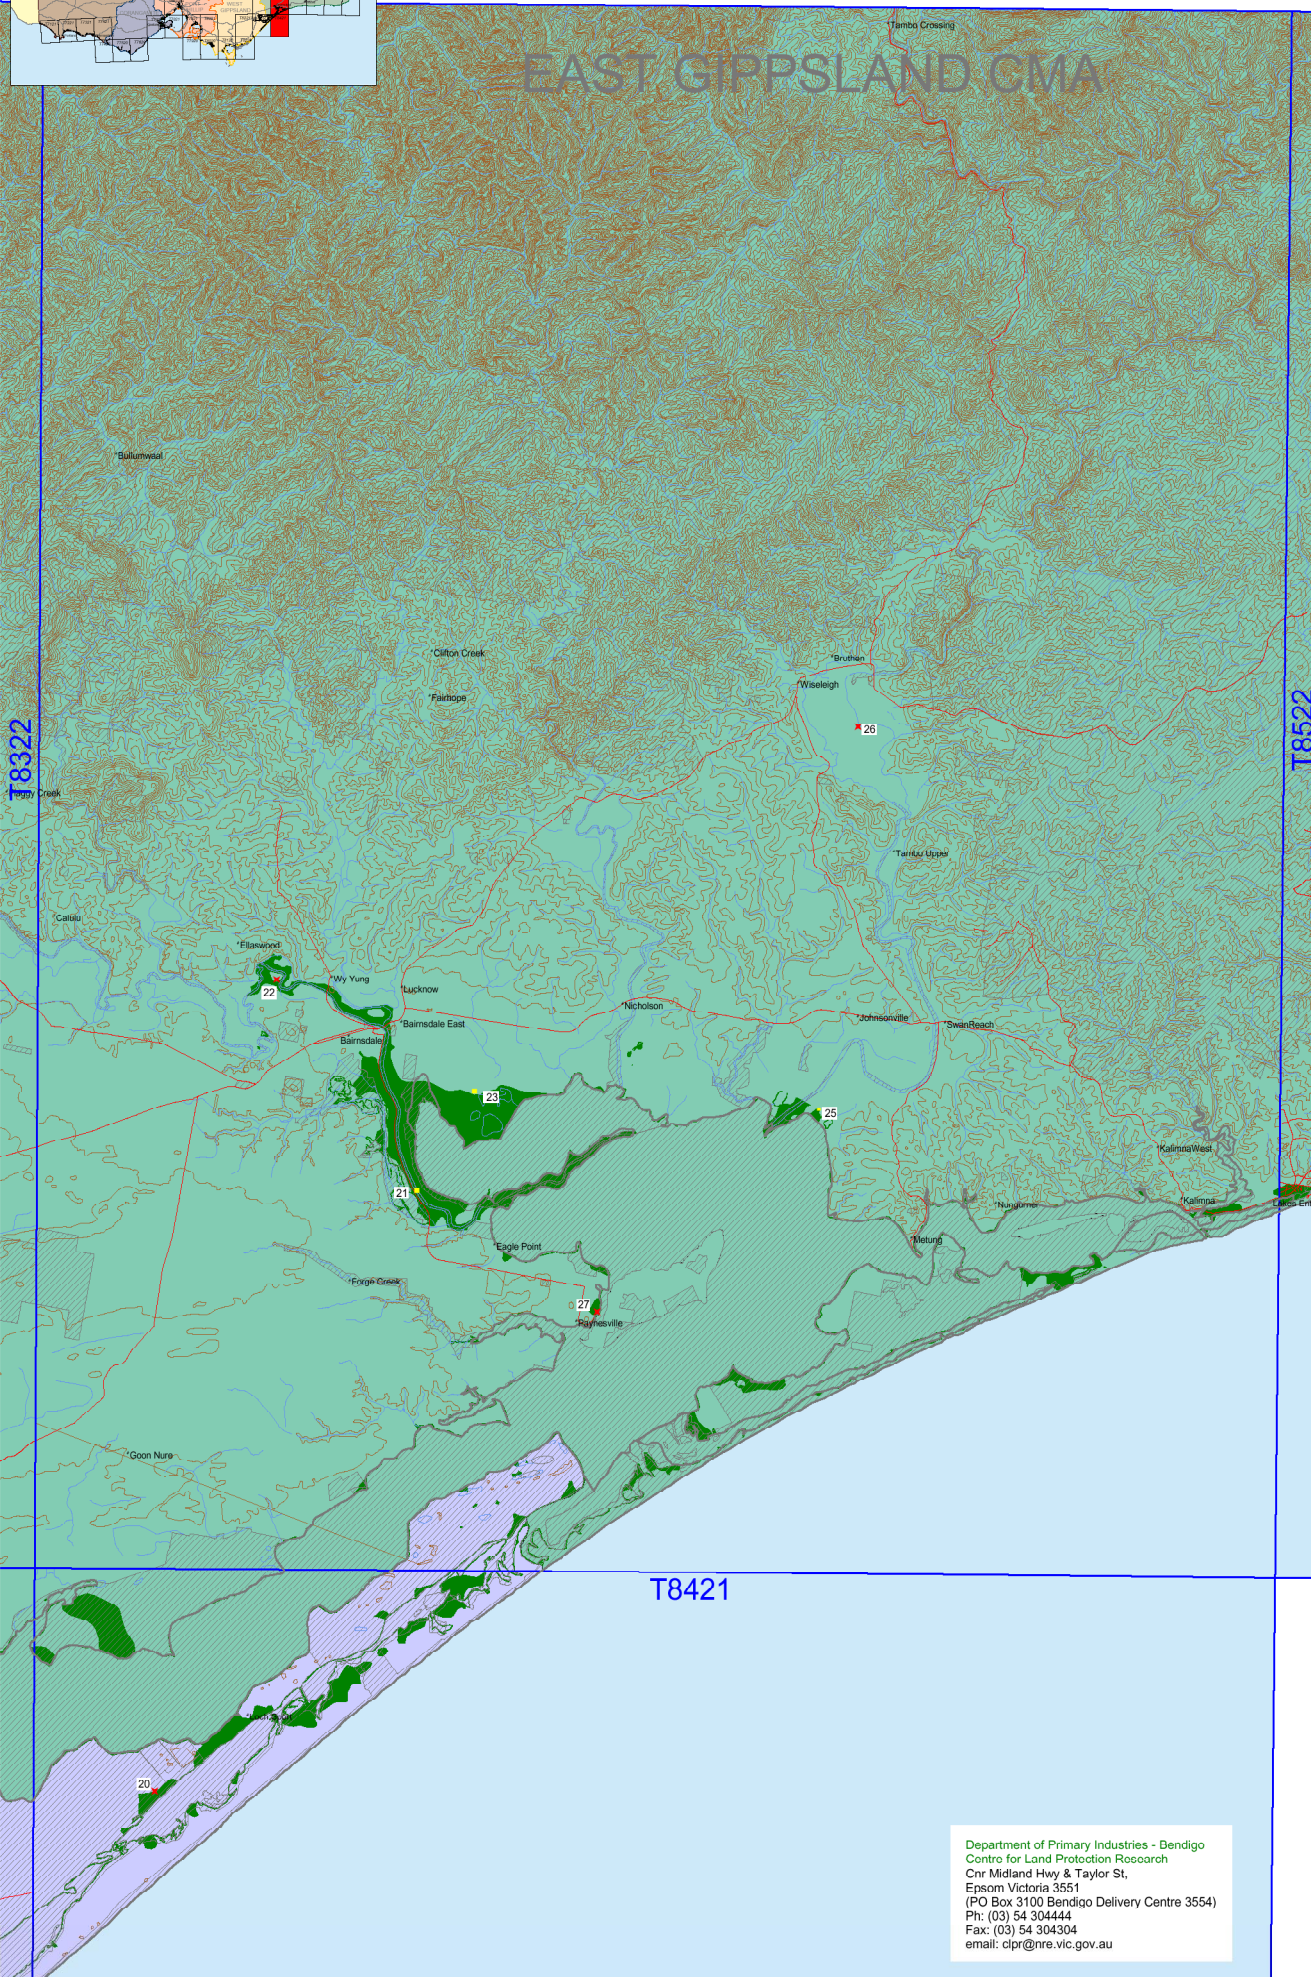 WEST
GIPPSLAND
*Tambo Crossing
EAST GIPPSLAND CMA
*Bullumwaal
*Clifton Creek
*Bruthen
*Wiseleigh
*Fairhope
26
T8322
T8522
*Tambo Upper
Calulu
*Ellaswood
*Wy Yung
22
*Lucknow
*Nicholson
*Johnsonville
*SwanReach
*Bairnsdale East
Bairnsdale
23
25
*KalimnaWest
21
*Kalimna
*Nungurner
*Metung
*Eagle Point
*Forge Creek
27
*Paynesville
*Goon Nure
T8421
20
Department of Primary Industries - Bendigo
Centre for Land Protection Research
Cnr Midland Hwy & Taylor St,
Epsom Victoria 3551
(PO Box 3100 Bendigo Delivery Centre 3554)
Ph: (03) 54 304444
Fax: (03) 54 304304
email: clpr@nre.vic.gov.au